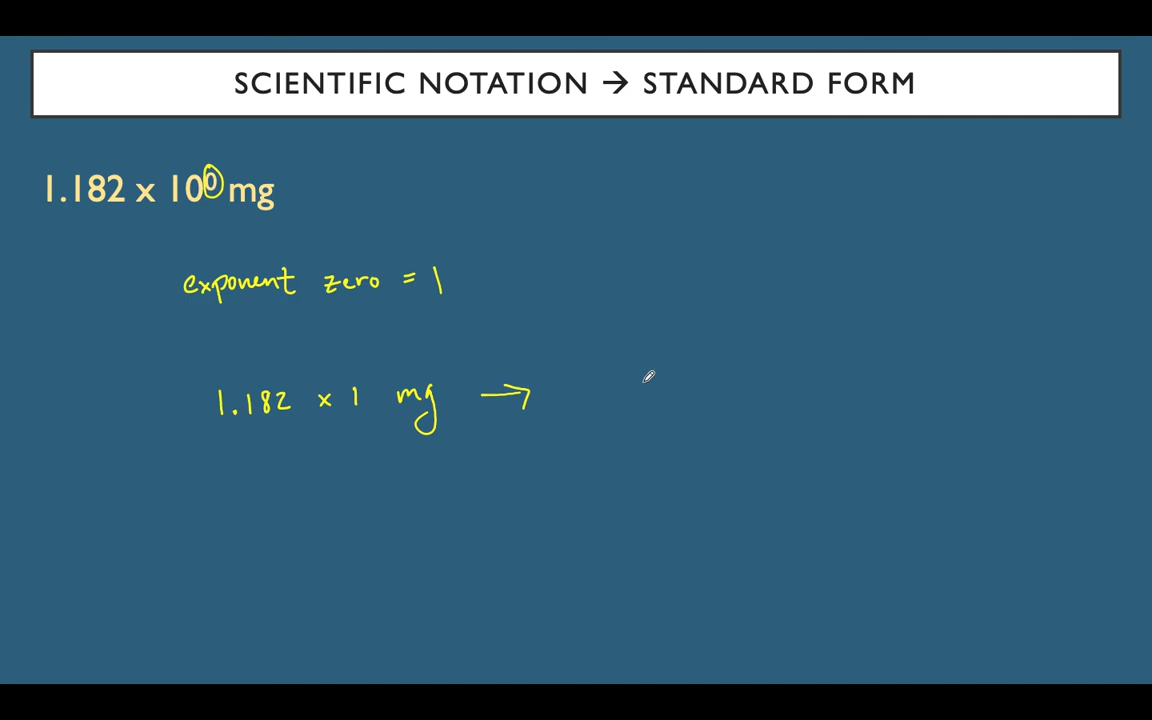 SCIENTIFIC NOTATION → STANDARD FORM
1.182 x 10⁰ mg
exponent zero = 1
1.182 × 1 mg →